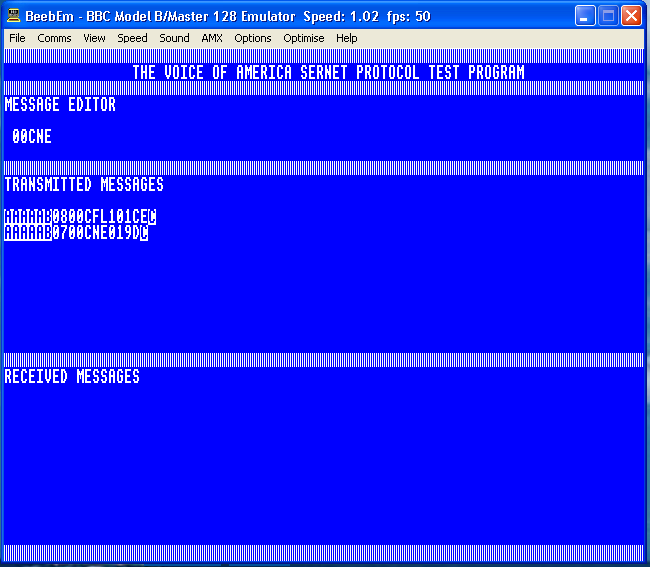 BeebEm - BBC Model B/Master 128 Emulator Speed: 1.02 fps: 50
File Comms View Speed Sound AMX Options Optimise Help
THE VOICE OF AMERICA SERNET PROTOCOL TEST PROGRAM
MESSAGE EDITOR
00CNE
TRANSMITTED MESSAGES
AAAAAB0800CFL101CEC
AAAAAB0700CNE019DC
RECEIVED MESSAGES